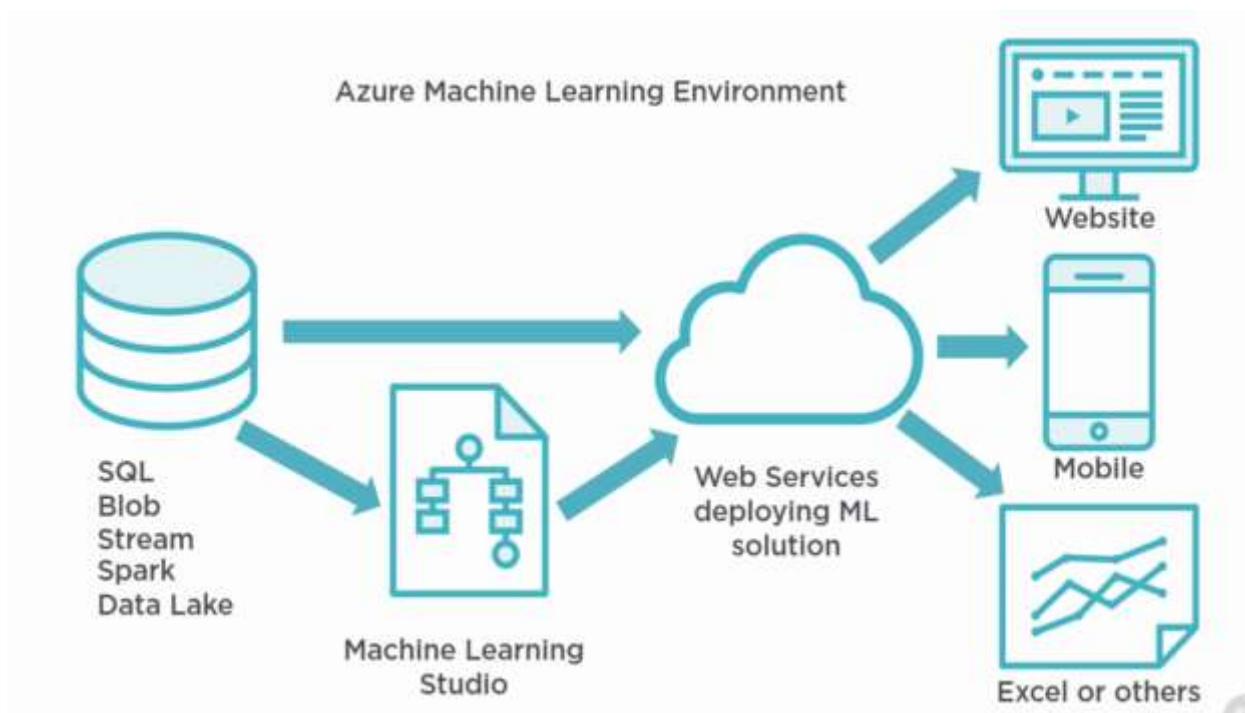 Azure Machine Learning Environment
Website
SQL
Blob
Stream
Spark
Data Lake
Machine Learning
Studio
Web Services
deploying ML
solution
Mobile
Excel or others